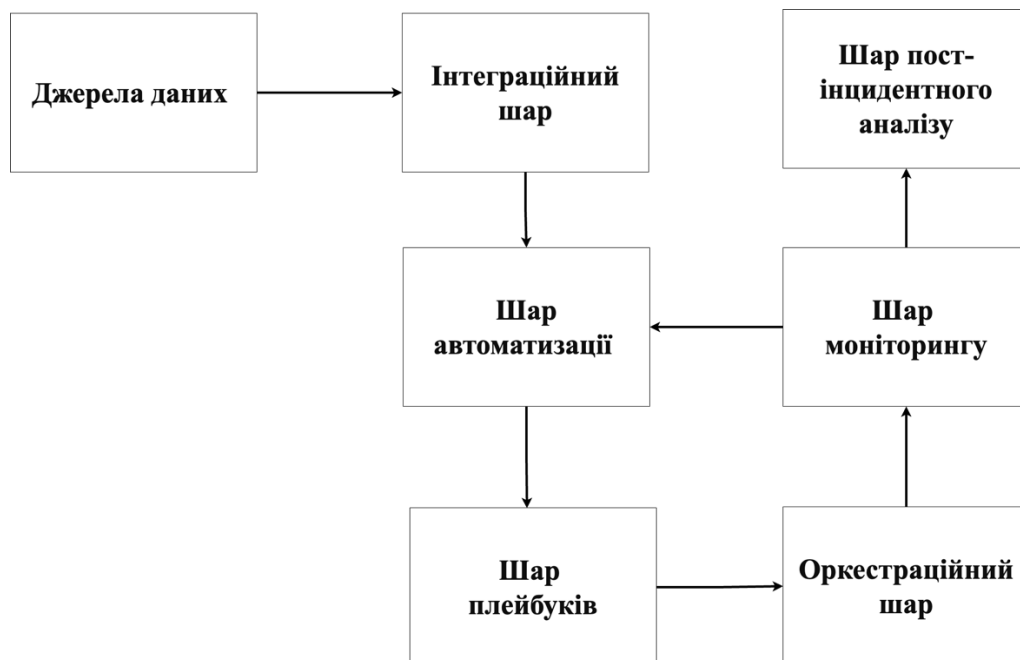 Джерела даних
Інтеграційний
шар
Шар пост-
інцидентного
аналізу
Шар
автоматизації
Шар
моніторингу
Шар
плейбуків
Оркестраційний
шар